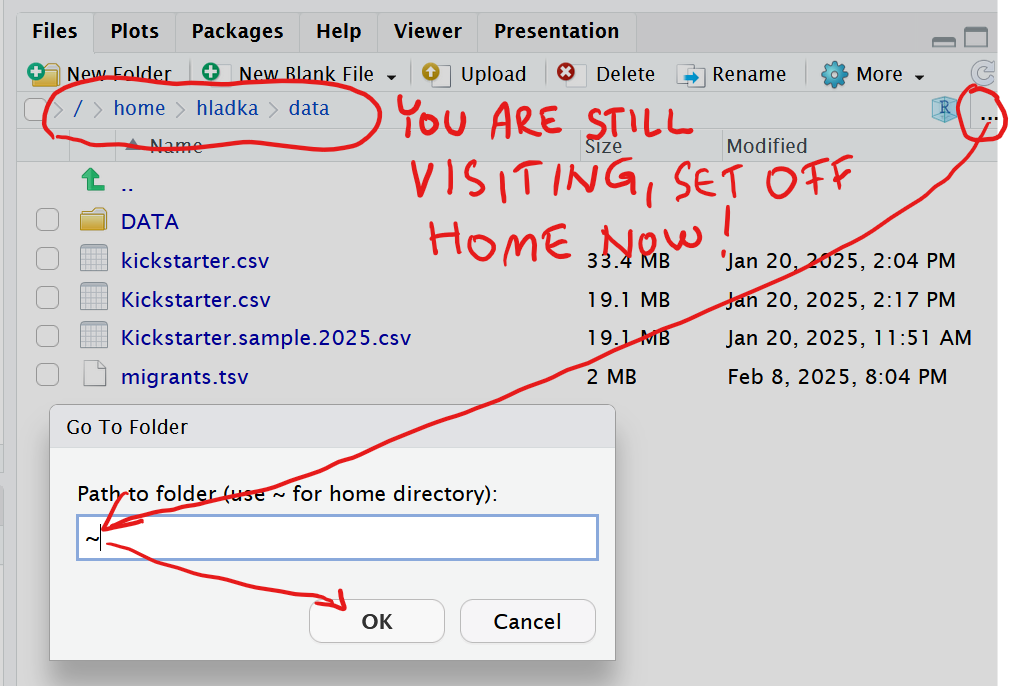 Files Plots Packages Help Viewer Presentation
New Folder New Blank File Upload Delete Rename More
/ home hladka data R ...
YOU ARE STILL
VISITING, SET OFF
HOME NOW!
Name Size Modified
..
DATA
kickstarter.csv 33.4 MB Jan 20, 2025, 2:04 PM
Kickstarter.csv 19.1 MB Jan 20, 2025, 2:17 PM
Kickstarter.sample.2025.csv 19.1 MB Jan 20, 2025, 11:51 AM
migrants.tsv 2 MB Feb 8, 2025, 8:04 PM
Go To Folder
Path to folder (use ~ for home directory):
~
OK Cancel